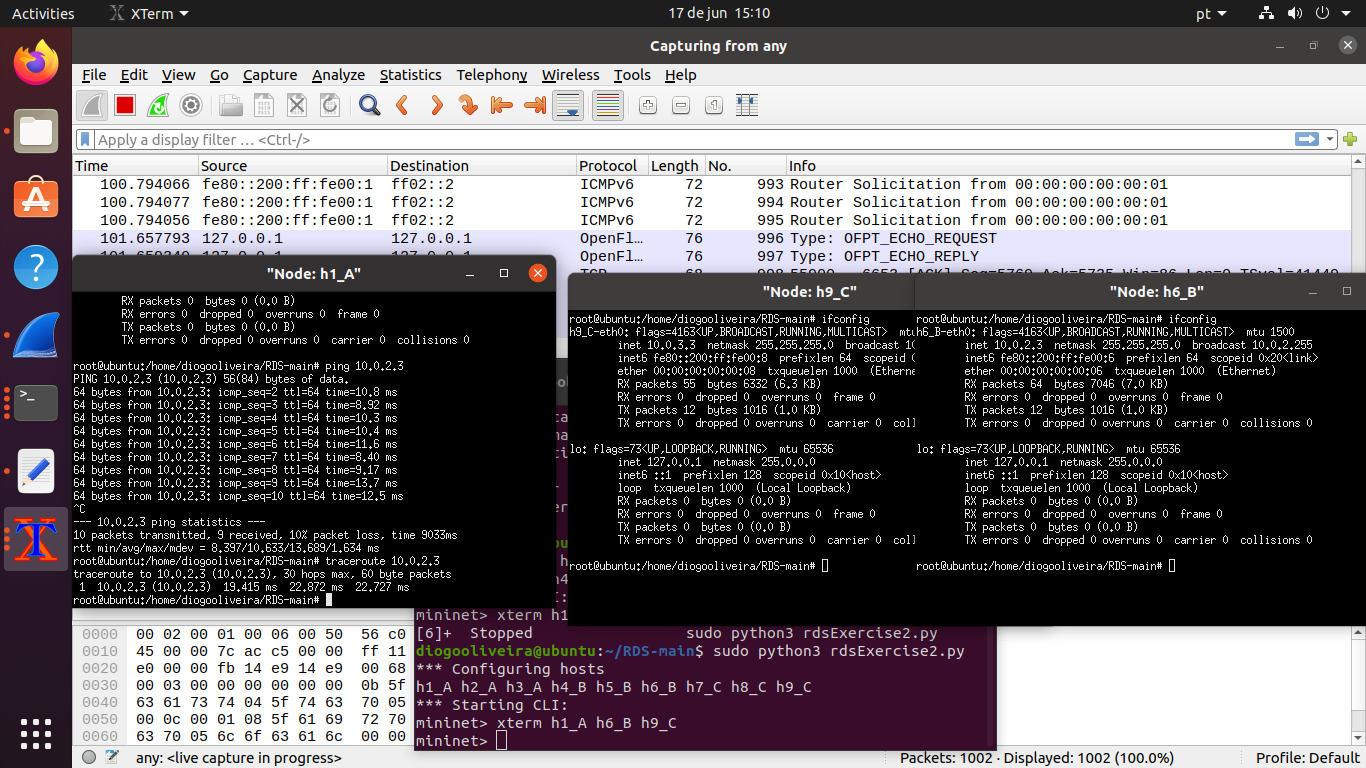 Activities
XTerm
17 de jun 15:10
pt
Capturing from any
File Edit View Go Capture Analyze Statistics Telephony Wireless Tools Help
Apply a display filter … <Ctrl-/>
Time Source Destination Protocol Length No. Info
100.794066 fe80::200:ff:fe00:1 ff02::2 ICMPv6 72 993 Router Solicitation from 00:00:00:00:00:01
100.794077 fe80::200:ff:fe00:1 ff02::2 ICMPv6 72 994 Router Solicitation from 00:00:00:00:00:01
100.794056 fe80::200:ff:fe00:1 ff02::2 ICMPv6 72 995 Router Solicitation from 00:00:00:00:00:01
101.657793 127.0.0.1 127.0.0.1 OpenFl… 76 996 Type: OFPT_ECHO_REQUEST
OpenFl… 76 997 Type: OFPT_ECHO_REPLY
"Node: h1_A"
RX packets 0 bytes 0 (0.0 B)
RX errors 0 dropped 0 overruns 0 frame 0
TX packets 0 bytes 0 (0.0 B)
TX errors 0 dropped 0 overruns 0 carrier 0 collisions 0
root@ubuntu:/home/diogooliveira/RDS-main# ping 10.0.2.3
PING 10.0.2.3 (10.0.2.3) 56(84) bytes of data.
64 bytes from 10.0.2.3: icmp_seq=2 ttl=64 time=10.8 ms
64 bytes from 10.0.2.3: icmp_seq=3 ttl=64 time=8.92 ms
64 bytes from 10.0.2.3: icmp_seq=4 ttl=64 time=10.3 ms
64 bytes from 10.0.2.3: icmp_seq=5 ttl=64 time=10.4 ms
64 bytes from 10.0.2.3: icmp_seq=6 ttl=64 time=11.6 ms
64 bytes from 10.0.2.3: icmp_seq=7 ttl=64 time=8.40 ms
64 bytes from 10.0.2.3: icmp_seq=8 ttl=64 time=9.17 ms
64 bytes from 10.0.2.3: icmp_seq=9 ttl=64 time=13.7 ms
64 bytes from 10.0.2.3: icmp_seq=10 ttl=64 time=12.5 ms
^C
--- 10.0.2.3 ping statistics ---
10 packets transmitted, 9 received, 10% packet loss, time 9033ms
rtt min/avg/max/mdev = 8.397/10.633/13.689/1.634 ms
root@ubuntu:/home/diogooliveira/RDS-main# traceroute 10.0.2.3
traceroute to 10.0.2.3 (10.0.2.3), 30 hops max, 60 byte packets
1 10.0.2.3 (10.0.2.3) 19.415 ms 22.872 ms 22.727 ms
root@ubuntu:/home/diogooliveira/RDS-main#
"Node: h9_C"
root@ubuntu:/home/diogooliveira/RDS-main# ifconfig
h9_C-eth0: flags=4163<UP,BROADCAST,RUNNING,MULTICAST> mtu
inet 10.0.3.3 netmask 255.255.255.0 broadcast 10
inet6 fe80::200:ff:fe00:8 prefixlen 64 scopeid
ether 00:00:00:00:00:08 txqueuelen 1000 (Ethernet)
RX packets 55 bytes 6332 (6.3 KB)
RX errors 0 dropped 0 overruns 0 frame 0
TX packets 12 bytes 1016 (1.0 KB)
TX errors 0 dropped 0 overruns 0 carrier 0 coll
lo: flags=73<UP,LOOPBACK,RUNNING> mtu 65536
inet 127.0.0.1 netmask 255.0.0.0
inet6 ::1 prefixlen 128 scopeid 0x10<host>
loop txqueuelen 1000 (Local Loopback)
RX packets 0 bytes 0 (0.0 B)
RX errors 0 dropped 0 overruns 0 frame 0
TX packets 0 bytes 0 (0.0 B)
TX errors 0 dropped 0 overruns 0 carrier 0 coll
root@ubuntu:/home/diogooliveira/RDS-main#
"Node: h6_B"
root@ubuntu:/home/diogooliveira/RDS-main# ifconfig
h6_B-eth0: flags=4163<UP,BROADCAST,RUNNING,MULTICAST> mtu 1500
inet 10.0.2.3 netmask 255.255.255.0 broadcast 10.0.2.255
inet6 fe80::200:ff:fe00:6 prefixlen 64 scopeid 0x20<link>
ether 00:00:00:00:00:06 txqueuelen 1000 (Ethernet)
RX packets 64 bytes 7046 (7.0 KB)
RX errors 0 dropped 0 overruns 0 frame 0
TX packets 12 bytes 1016 (1.0 KB)
TX errors 0 dropped 0 overruns 0 carrier 0 collisions 0
lo: flags=73<UP,LOOPBACK,RUNNING> mtu 65536
inet 127.0.0.1 netmask 255.0.0.0
inet6 ::1 prefixlen 128 scopeid 0x10<host>
loop txqueuelen 1000 (Local Loopback)
RX packets 0 bytes 0 (0.0 B)
RX errors 0 dropped 0 overruns 0 frame 0
TX packets 0 bytes 0 (0.0 B)
TX errors 0 dropped 0 overruns 0 carrier 0 collisions 0
root@ubuntu:/home/diogooliveira/RDS-main#
mininet> xterm h1
[6]+ Stopped sudo python3 rdsExercise2.py
diogooliveira@ubuntu:~/RDS-main$ sudo python3 rdsExercise2.py
*** Configuring hosts
h1_A h2_A h3_A h4_B h5_B h6_B h7_C h8_C h9_C
*** Starting CLI:
mininet> xterm h1_A h6_B h9_C
mininet>
0000 00 02 00 01 00 06 00 50 56 c0
0010 45 00 00 7c ac c5 00 00 ff 11
0020 e0 00 00 fb 14 e9 14 e9 00 68
0030 00 03 00 00 00 00 00 00 0b 5f
0040 63 61 73 74 04 5f 74 63 70 05
0050 00 0c 00 01 08 5f 61 69 72 70
0060 63 70 05 6c 6f 63 61 6c 00 00
any: <live capture in progress>
Packets: 1002 · Displayed: 1002 (100.0%)
Profile: Default